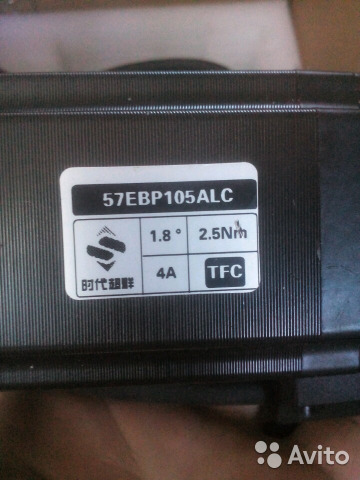 57EBP105ALC
1.8° 2.5Nm
4A TFC
时代超群
Avito